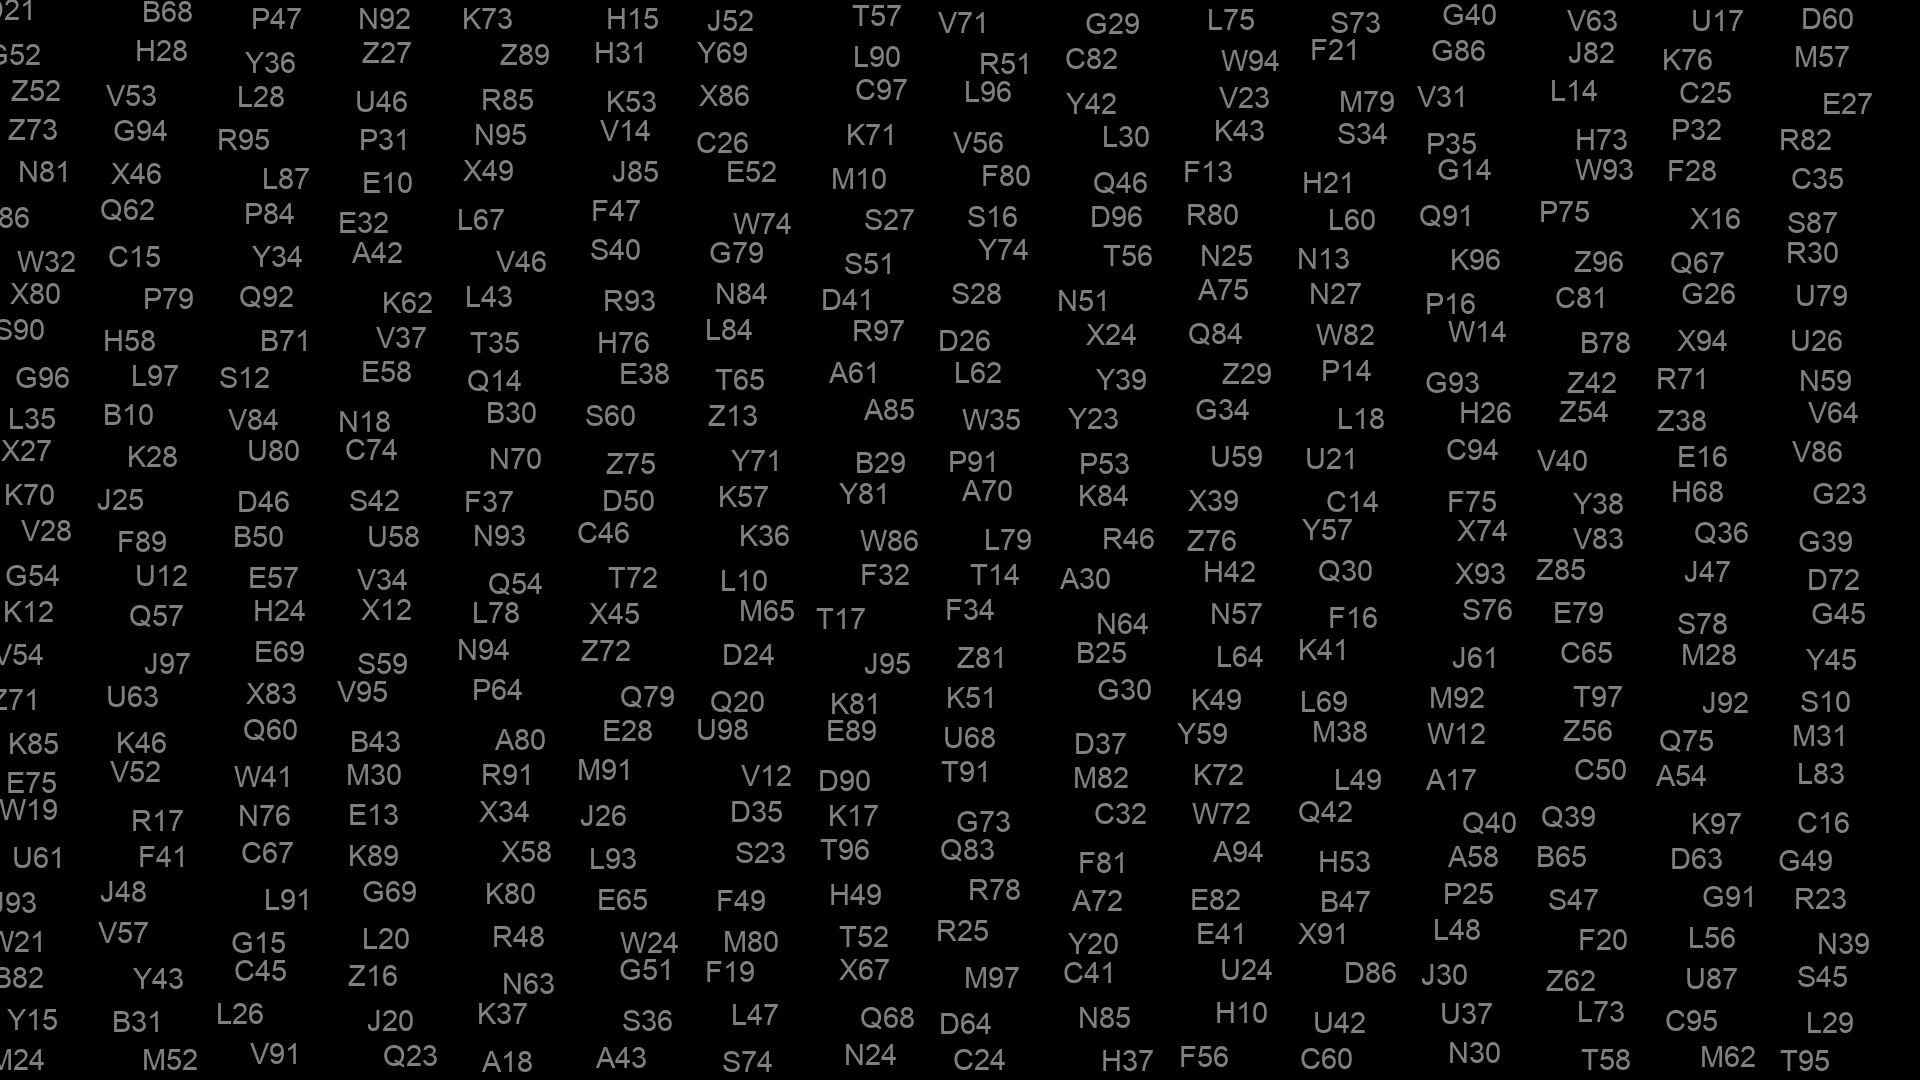 B68 P47 N92 K73 H15 J52 T57 V71 G29 L75 S73 G40 V63 U17 D60
H28 Y36 Z27 Z89 H31 Y69 L90 R51 C82 W94 F21 G86 J82 K76 M57
Z52 V53 L28 U46 R85 K53 X86 C97 L96 Y42 V23 M79 V31 L14 C25 E27
Z73 G94 R95 P31 N95 V14 C26 K71 V56 L30 K43 S34 P35 H73 P32 R82
N81 X46 L87 E10 X49 J85 E52 M10 F80 Q46 F13 H21 G14 W93 F28 C35
Q62 P84 E32 L67 F47 W74 S27 S16 D96 R80 L60 Q91 P75 X16 S87
W32 C15 Y34 A42 V46 S40 G79 S51 Y74 T56 N25 N13 K96 Z96 Q67 R30
X80 P79 Q92 K62 L43 R93 N84 D41 S28 N51 A75 N27 P16 C81 G26 U79
S90 H58 B71 V37 T35 H76 L84 R97 D26 X24 Q84 W82 W14 B78 X94 U26
G96 L97 S12 E58 Q14 E38 T65 A61 L62 Y39 Z29 P14 G93 Z42 R71 N59
L35 B10 V84 N18 B30 S60 Z13 A85 W35 Y23 G34 L18 H26 Z54 Z38 V64
X27 K28 U80 C74 N70 Z75 Y71 B29 P91 P53 U59 U21 C94 V40 E16 V86
K70 J25 D46 S42 F37 D50 K57 Y81 A70 K84 X39 C14 F75 Y38 H68 G23
V28 F89 B50 U58 N93 C46 K36 W86 L79 R46 Z76 Y57 X74 V83 Q36 G39
G54 U12 E57 V34 Q54 T72 L10 F32 T14 A30 H42 Q30 X93 Z85 J47 D72
K12 Q57 H24 X12 L78 X45 M65 T17 F34 N64 N57 F16 S76 E79 S78 G45
V54 J97 E69 S59 N94 Z72 D24 J95 Z81 B25 L64 K41 J61 C65 M28 Y45
Z71 U63 X83 V95 P64 Q79 Q20 K81 K51 G30 K49 L69 M92 T97 J92 S10
K85 K46 Q60 B43 A80 E28 U98 E89 U68 D37 Y59 M38 W12 Z56 Q75 M31
E75 V52 W41 M30 R91 M91 V12 D90 T91 M82 K72 L49 A17 C50 A54 L83
W19 R17 N76 E13 X34 J26 D35 K17 G73 C32 W72 Q42 Q40 Q39 K97 C16
U61 F41 C67 K89 X58 L93 S23 T96 Q83 F81 A94 H53 A58 B65 D63 G49
J48 L91 G69 K80 E65 F49 H49 R78 A72 E82 B47 P25 S47 G91 R23
W21 V57 G15 L20 R48 W24 M80 T52 R25 Y20 E41 X91 L48 F20 L56 N39
B82 Y43 C45 Z16 N63 G51 F19 X67 M97 C41 U24 D86 J30 Z62 U87 S45
Y15 B31 L26 J20 K37 S36 L47 Q68 D64 N85 H10 U42 U37 L73 C95 L29
M24 M52 V91 Q23 A18 A43 S74 N24 C24 H37 F56 C60 N30 T58 M62 T95